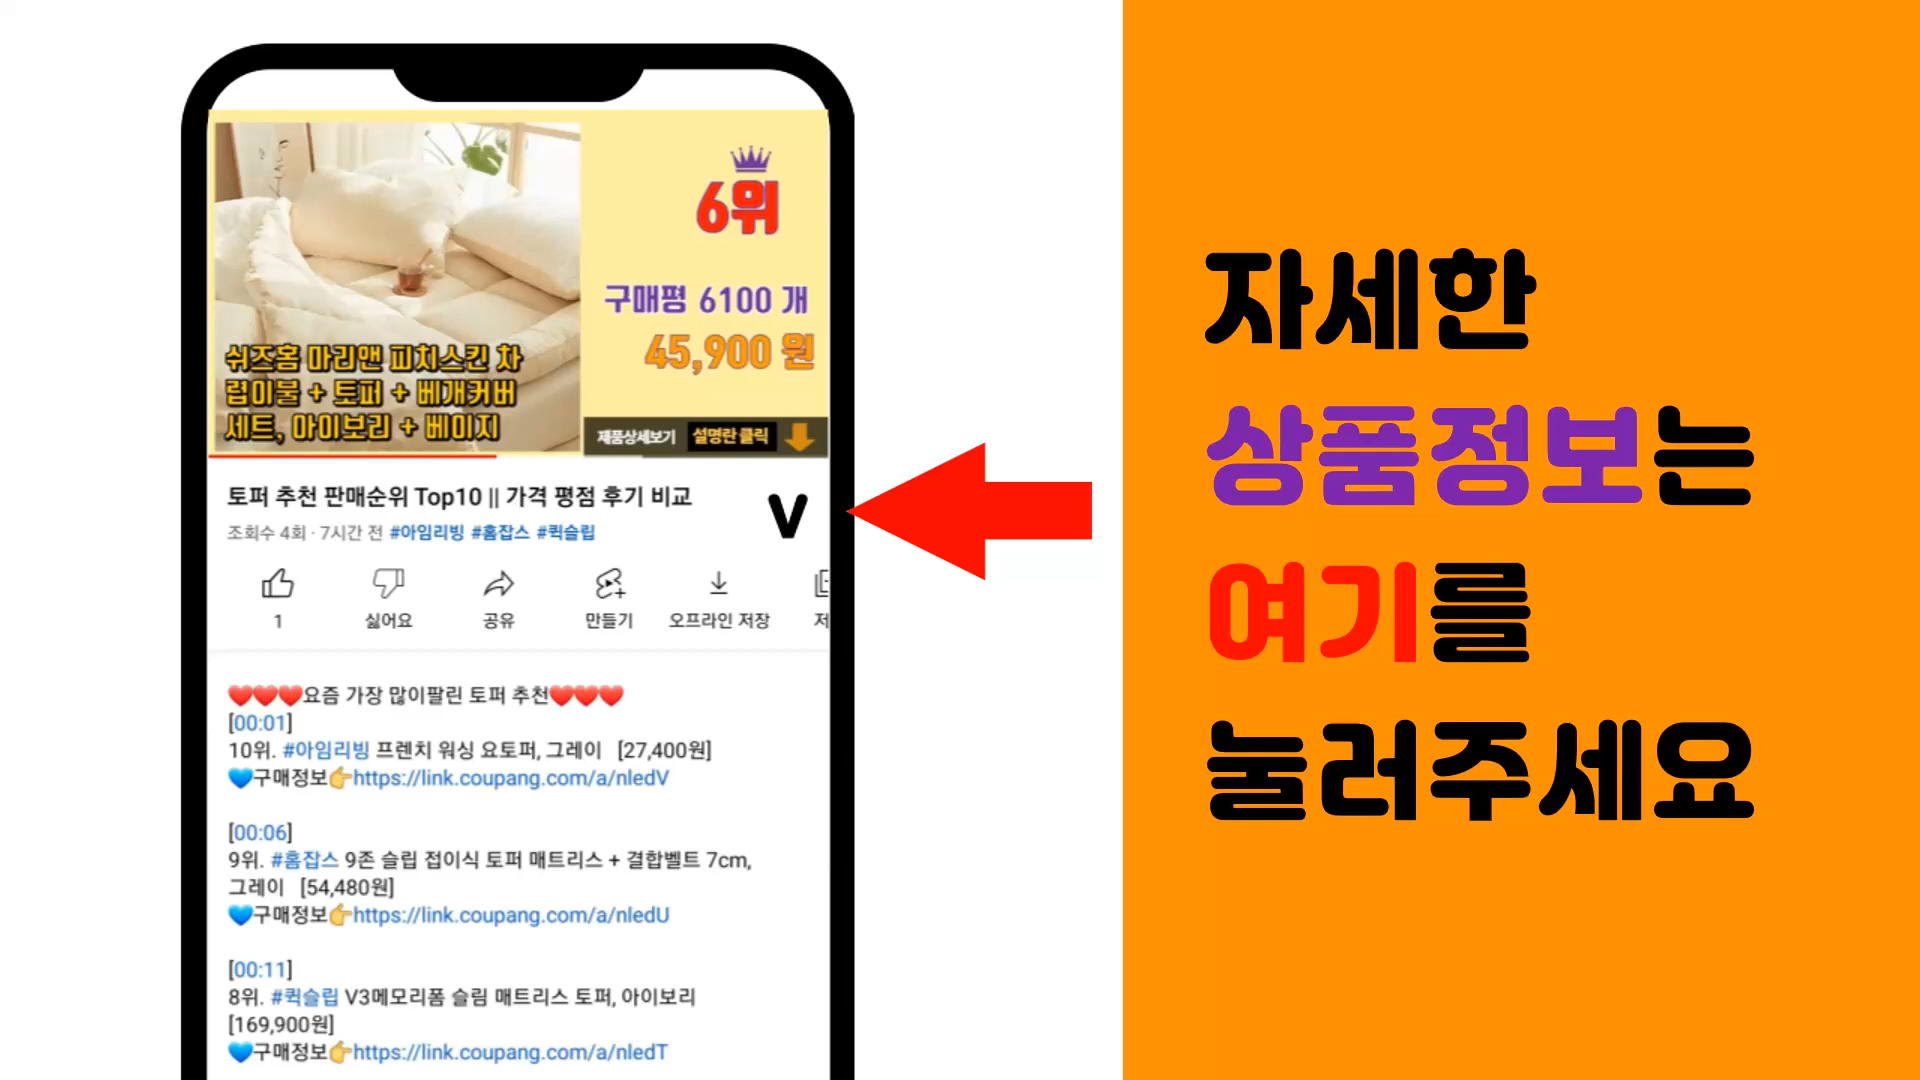 6위
구매평 6100 개
45,900 원
쉬즈홈 마리앤 피치스킨 차
렵이불 + 토퍼 + 베개커버
세트, 아이보리 + 베이지
제품상세보기 설명란 클릭
토퍼 추천 판매순위 Top10 || 가격 평점 후기 비교
V
조회수 4회 · 7시간 전 #아임리빙 #홈잡스 #퀵슬립
1 싫어요 공유 만들기 오프라인 저장 저
❤️❤️❤️요즘 가장 많이팔린 토퍼 추천❤️❤️❤️
[00:01]
10위. #아임리빙 프렌치 워싱 요토퍼, 그레이 [27,400원]
💙구매정보👉https://link.coupang.com/a/nledV
[00:06]
9위. #홈잡스 9존 슬립 접이식 토퍼 매트리스 + 결합벨트 7cm,
그레이 [54,480원]
💙구매정보👉https://link.coupang.com/a/nledU
[00:11]
8위. #퀵슬립 V3메모리폼 슬림 매트리스 토퍼, 아이보리
[169,900원]
💙구매정보👉https://link.coupang.com/a/nledT
자세한
상품정보는
여기를
눌러주세요